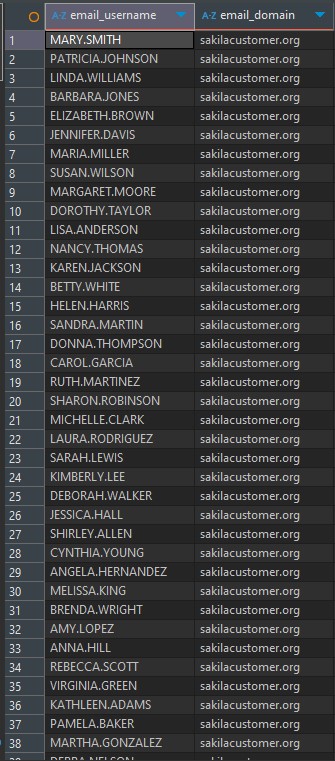 A-Z email_username A-Z email_domain
1 MARY.SMITH sakilacustomer.org
2 PATRICIA.JOHNSON sakilacustomer.org
3 LINDA.WILLIAMS sakilacustomer.org
4 BARBARA.JONES sakilacustomer.org
5 ELIZABETH.BROWN sakilacustomer.org
6 JENNIFER.DAVIS sakilacustomer.org
7 MARIA.MILLER sakilacustomer.org
8 SUSAN.WILSON sakilacustomer.org
9 MARGARET.MOORE sakilacustomer.org
10 DOROTHY.TAYLOR sakilacustomer.org
11 LISA.ANDERSON sakilacustomer.org
12 NANCY.THOMAS sakilacustomer.org
13 KAREN.JACKSON sakilacustomer.org
14 BETTY.WHITE sakilacustomer.org
15 HELEN.HARRIS sakilacustomer.org
16 SANDRA.MARTIN sakilacustomer.org
17 DONNA.THOMPSON sakilacustomer.org
18 CAROL.GARCIA sakilacustomer.org
19 RUTH.MARTINEZ sakilacustomer.org
20 SHARON.ROBINSON sakilacustomer.org
21 MICHELLE.CLARK sakilacustomer.org
22 LAURA.RODRIGUEZ sakilacustomer.org
23 SARAH.LEWIS sakilacustomer.org
24 KIMBERLY.LEE sakilacustomer.org
25 DEBORAH.WALKER sakilacustomer.org
26 JESSICA.HALL sakilacustomer.org
27 SHIRLEY.ALLEN sakilacustomer.org
28 CYNTHIA.YOUNG sakilacustomer.org
29 ANGELA.HERNANDEZ sakilacustomer.org
30 MELISSA.KING sakilacustomer.org
31 BRENDA.WRIGHT sakilacustomer.org
32 AMY.LOPEZ sakilacustomer.org
33 ANNA.HILL sakilacustomer.org
34 REBECCA.SCOTT sakilacustomer.org
35 VIRGINIA.GREEN sakilacustomer.org
36 KATHLEEN.ADAMS sakilacustomer.org
37 PAMELA.BAKER sakilacustomer.org
38 MARTHA.GONZALEZ sakilacustomer.org